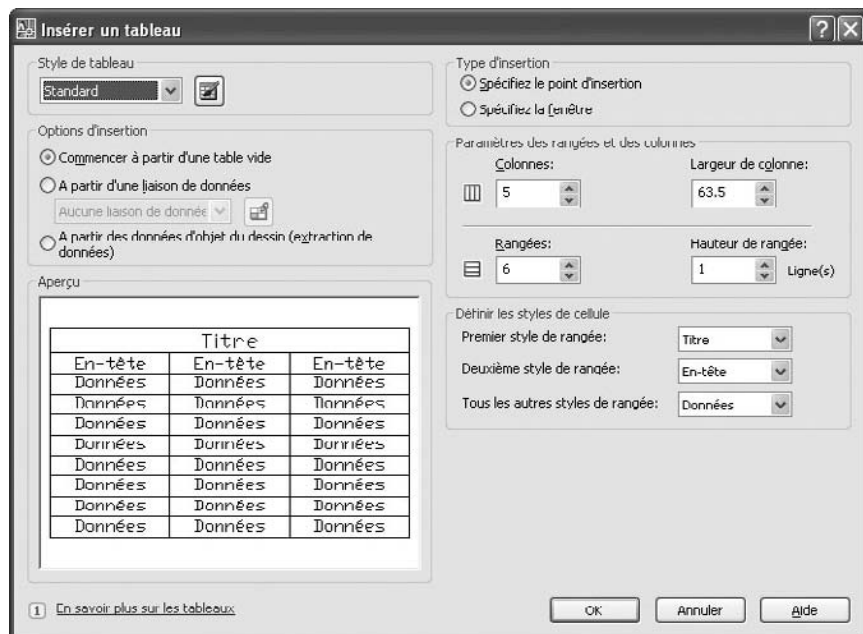 Insérer un tableau
Style de tableau
Standard
Options d'insertion
Commencer à partir d'une table vide
A partir d'une liaison de données
Aucune liaison de donnée
A partir des données d'objet du dessin (extraction de
données)
Aperçu
Titre
En-tête En-tête En-tête
Données Données Données
Données Données Données
Données Données Données
Données Données Données
Données Données Données
Données Données Données
Données Données Données
Données Données Données
1 En savoir plus sur les tableaux
Type d'insertion
Spécifiez le point d'insertion
Spécifiez la fenêtre
Paramètres des rangées et des colonnes
Colonnes: Largeur de colonne:
5 63.5
Rangées: Hauteur de rangée:
6 1 Ligne(s)
Définir les styles de cellule
Premier style de rangée: Titre
Deuxième style de rangée: En-tête
Tous les autres styles de rangée: Données
OK Annuler Aide